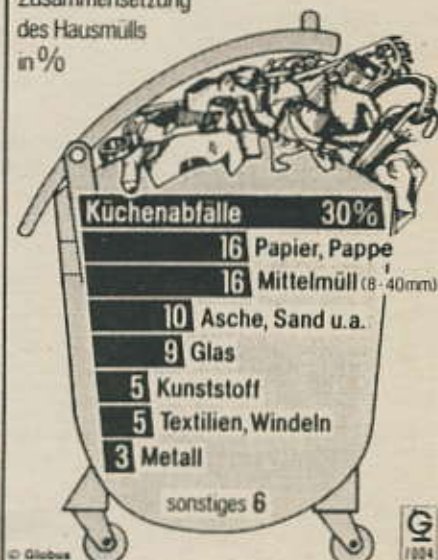 Zusammensetzung
des Hausmülls
in %
Küchenabfälle 30%
16 Papier, Pappe
16 Mittelmüll (8-40mm)
10 Asche, Sand u.a.
9 Glas
5 Kunststoff
5 Textilien, Windeln
3 Metall
sonstiges 6
G
© Globus